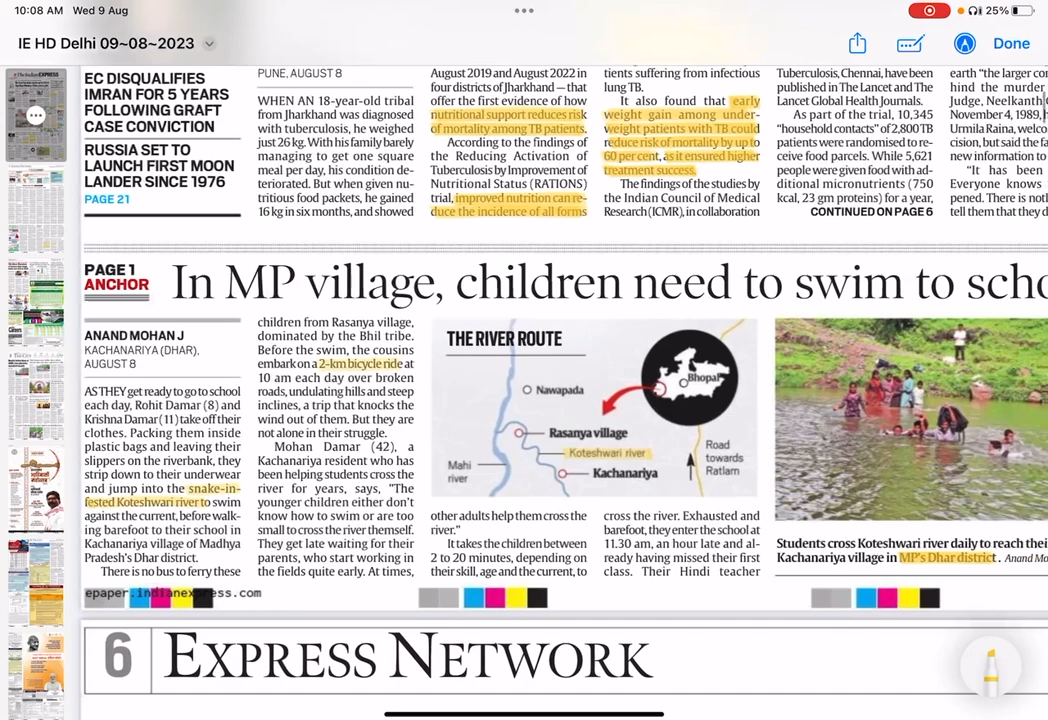 10:08 AM Wed 9 Aug
25%
IE HD Delhi 09~08~2023
Done
EC DISQUALIFIES
IMRAN FOR 5 YEARS
FOLLOWING GRAFT
CASE CONVICTION
RUSSIA SET TO
LAUNCH FIRST MOON
LANDER SINCE 1976
PAGE 21
PUNE, AUGUST 8
WHEN AN 18-year-old tribal
from Jharkhand was diagnosed
with tuberculosis, he weighed
just 26 kg. With his family barely
managing to get one square
meal per day, his condition de-
teriorated. But when given nu-
tritious food packets, he gained
16 kg in six months, and showed
August 2019 and August 2022 in
four districts of Jharkhand — that
offer the first evidence of how
nutritional support reduces risk
of mortality among TB patients.
According to the findings of
the Reducing Activation of
Tuberculosis by Improvement of
Nutritional Status (RATIONS)
trial, improved nutrition can re-
duce the incidence of all forms
tients suffering from infectious
lung TB.
It also found that early
weight gain among under-
weight patients with TB could
reduce risk of mortality by up to
60 per cent, as it ensured higher
treatment success.
The findings of the studies by
the Indian Council of Medical
Research (ICMR), in collaboration
Tuberculosis, Chennai, have been
published in The Lancet and The
Lancet Global Health Journals.
As part of the trial, 10,345
"household contacts" of 2,800 TB
patients were randomised to re-
ceive food parcels. While 5,621
people were given food with ad-
ditional micronutrients (750
kcal, 23 gm proteins) for a year,
CONTINUED ON PAGE 6
earth "the larger con
hind the murder
Judge, Neelkanth
November 4, 1989,
Urmila Raina, welco
cision, but said the fa
new information to
"It has been
Everyone knows
pened. There is noth
tell them that they d
PAGE 1
ANCHOR
In MP village, children need to swim to scho
ANAND MOHAN J
KACHANARIYA (DHAR),
AUGUST 8
AS THEY get ready to go to school
each day, Rohit Damar (8) and
Krishna Damar (11) take off their
clothes. Packing them inside
plastic bags and leaving their
slippers on the riverbank, they
strip down to their underwear
and jump into the snake-in-
fested Koteshwari river to swim
against the current, before walk-
ing barefoot to their school in
Kachanariya village of Madhya
Pradesh's Dhar district.
There is no bus to ferry these
children from Rasanya village,
dominated by the Bhil tribe.
Before the swim, the cousins
embark on a 2-km bicycle ride at
10 am each day over broken
roads, undulating hills and steep
inclines, a trip that knocks the
wind out of them. But they are
not alone in their struggle.
Mohan Damar (42), a
Kachanariya resident who has
been helping students cross the
river for years, says, "The
younger children either don't
know how to swim or are too
small to cross the river themself.
They get late waiting for their
parents, who start working in
the fields quite early. At times,
THE RIVER ROUTE
Bhopal
Nawapada
Rasanya village
Koteshwari river
Kachanariya
Mahi
river
Road
towards
Ratlam
other adults help them cross the
river."
It takes the children between
2 to 20 minutes, depending on
their skill, age and the current, to
cross the river. Exhausted and
barefoot, they enter the school at
11.30 am, an hour late and al-
ready having missed their first
class. Their Hindi teacher
Students cross Koteshwari river daily to reach thei
Kachanariya village in MP's Dhar district. Anand Mo
epaper.indianexpress.com
6
EXPRESS NETWORK